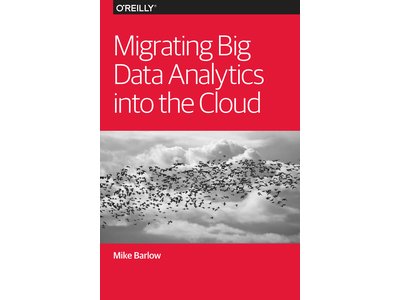 O'REILLY®
Migrating Big
Data Analytics
into the Cloud
Mike Barlow